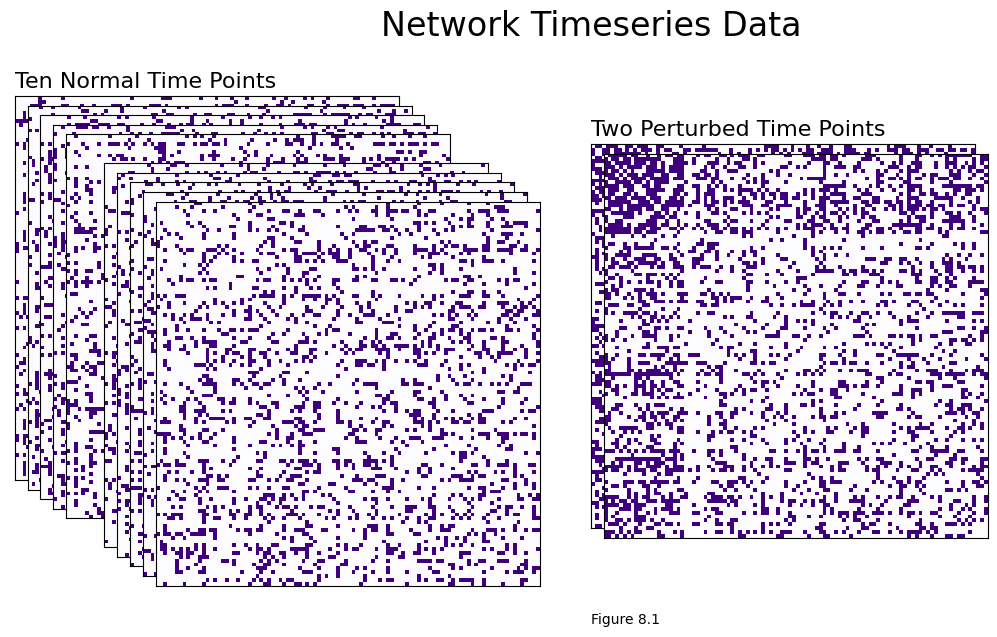 Network Timeseries Data
Ten Normal Time Points
Two Perturbed Time Points
Figure 8.1